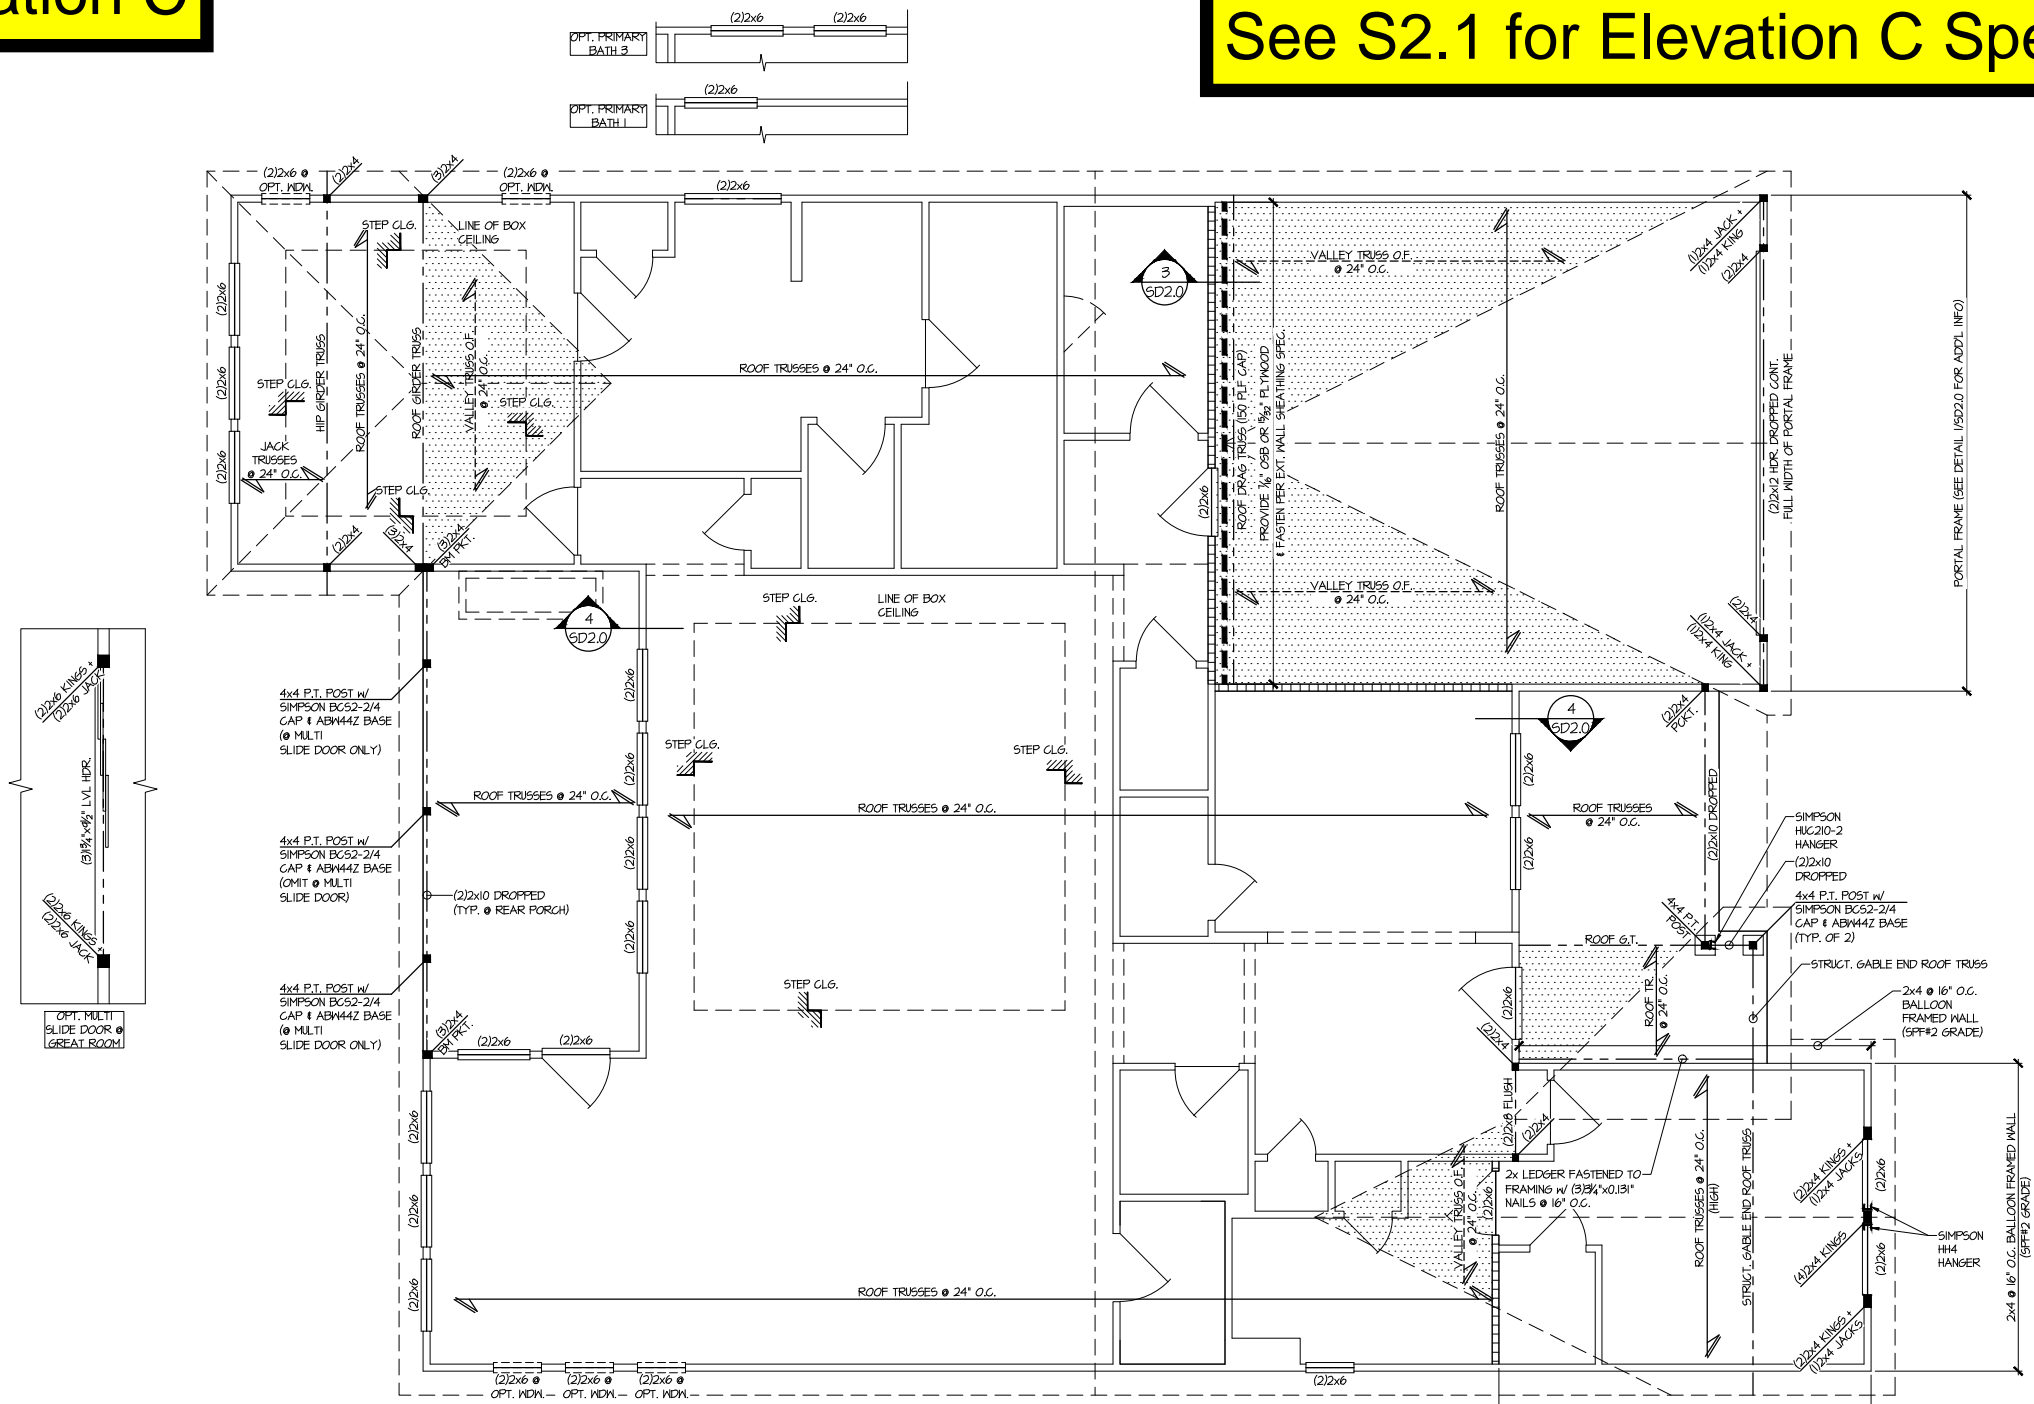 ation C
See S2.1 for Elevation C Spe
OPT. PRIMARY
BATH 3
(2)2x6
(2)2x6
OPT. PRIMARY
BATH 1
(2)2x6
(2)2x6 @
OPT. WDW.
(2)2x4
(3)2x4
(2)2x6 @
OPT. WDW.
(2)2x6
STEP CLG.
LINE OF BOX
CEILING
(2)2x6
(2)2x6
(2)2x6
HIP GIRDER TRUSS
ROOF TRUSSES @ 24" O.C.
ROOF GIRDER TRUSS
VALLEY TRUSS O.F.
@ 24" O.C.
STEP CLG.
STEP CLG.
JACK
TRUSSES
@ 24" O.C.
STEP CLG.
(2)2x4
(3)2x4
(3)2x4
BM PKT.
ROOF TRUSSES @ 24" O.C.
3
SD2.0
VALLEY TRUSS O.F.
@ 24" O.C.
ROOF DRAG TRUSS (150 PLF CAP)
PROVIDE 7/16" OSB OR 15/32" PLYWOOD
& FASTEN PER EXT. WALL SHEATHING SPEC.
(2)2x6
ROOF TRUSSES @ 24" O.C.
(1)2x4 JACK +
(1)2x4 KING
(2)2x4
(2)2x12 HDR. DROPPED CONT.
FULL WIDTH OF PORTAL FRAME
PORTAL FRAME (SEE DETAIL 1/SD2.0 FOR ADD'L INFO)
VALLEY TRUSS O.F.
@ 24" O.C.
(2)2x4
(1)2x4 JACK +
(1)2x4 KING
4
SD2.0
STEP CLG.
LINE OF BOX
CEILING
(2)2x6 KINGS +
(2)2x6 JACK
(3)1 3/4"x9 1/2" LVL HDR.
(2)2x6 KINGS +
(2)2x6 JACK
OPT. MULTI
SLIDE DOOR @
GREAT ROOM
4x4 P.T. POST W/
SIMPSON BCS2-2/4
CAP & ABW44Z BASE
(@ MULTI
SLIDE DOOR ONLY)
4x4 P.T. POST W/
SIMPSON BCS2-2/4
CAP & ABW44Z BASE
(OMIT @ MULTI
SLIDE DOOR)
4x4 P.T. POST W/
SIMPSON BCS2-2/4
CAP & ABW44Z BASE
(@ MULTI
SLIDE DOOR ONLY)
(2)2x6
(2)2x6
(2)2x6
(2)2x6
ROOF TRUSSES @ 24" O.C.
(2)2x10 DROPPED
(TYP. @ REAR PORCH)
STEP CLG.
STEP CLG.
ROOF TRUSSES @ 24" O.C.
STEP CLG.
(3)2x4
BM PKT.
(2)2x6
(2)2x6
4
SD2.0
(2)2x4
PCKT.
(2)2x6
(2)2x6
ROOF TRUSSES
@ 24" O.C.
(2)2x10 DROPPED
SIMPSON
HUC210-2
HANGER
(2)2x10
DROPPED
4x4 P.T. POST W/
SIMPSON BCS2-2/4
CAP & ABW44Z BASE
(TYP. OF 2)
4x4 P.T.
POST
ROOF G.T.
ROOF TR.
@ 24" O.C.
(2)2x6
(2)2x4
STRUCT. GABLE END ROOF TRUSS
2x4 @ 16" O.C.
BALLOON
FRAMED WALL
(SPF#2 GRADE)
(2)2x6
(2)2x6
(2)2x6
(2)2x8 FLUSH
(2)2x4
VALLEY TRUSS O.F.
@ 24" O.C.
(2)2x6
2x LEDGER FASTENED TO
FRAMING W/ (3)3 1/4"x0.131"
NAILS @ 16" O.C.
ROOF TRUSSES @ 24" O.C.
(HIGH)
STRUCT. GABLE END ROOF TRUSS
(2)2x4 KINGS +
(1)2x4 JACKS
(2)2x6
(4)2x4 KINGS
(2)2x6
(2)2x4 KINGS +
(1)2x4 JACKS
SIMPSON
HH4
HANGER
2x4 @ 16" O.C. BALLOON FRAMED WALL
(SPF#2 GRADE)
ROOF TRUSSES @ 24" O.C.
(2)2x6 @
OPT. WDW.
(2)2x6 @
OPT. WDW.
(2)2x6 @
OPT. WDW.
(2)2x6